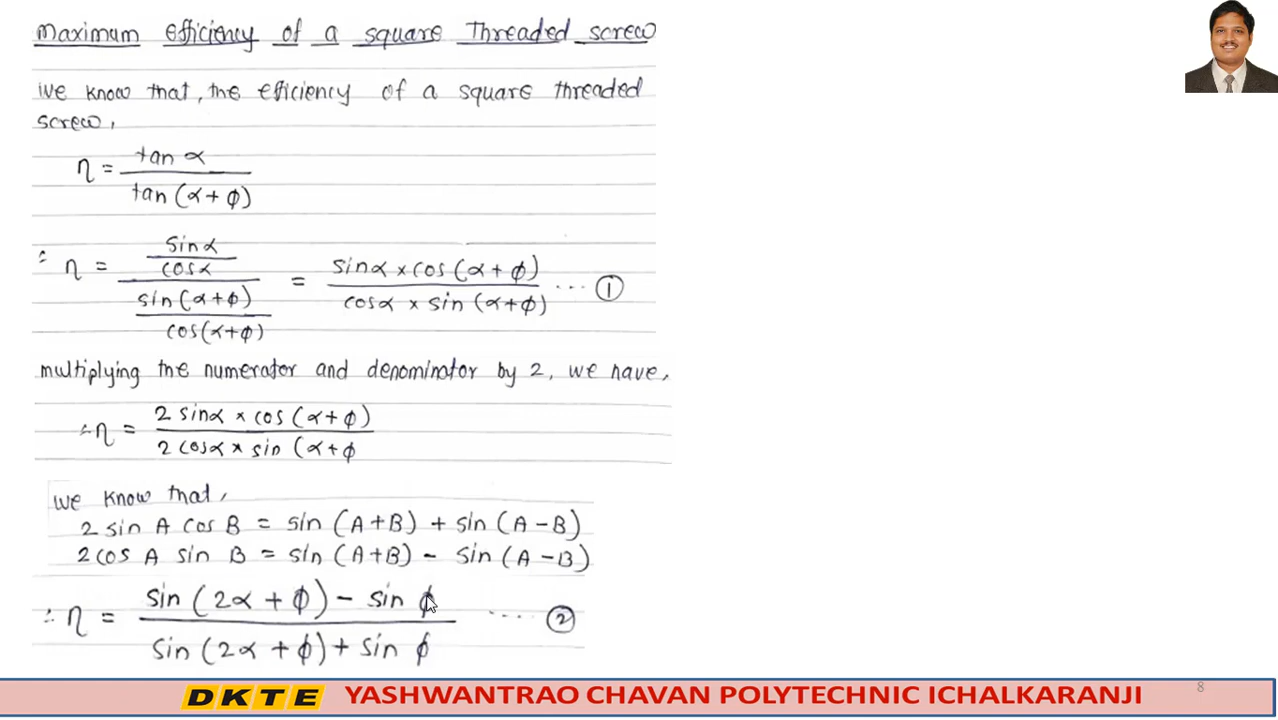 Maximum efficiency of a square Threaded screw
We know that, the efficiency of a square threaded
screw,
η = tan α / tan (α + ϕ)
∴ η = (sin α / cos α) / (sin (α+ϕ) / cos(α+ϕ)) = sin α × cos (α + ϕ) / cos α × sin (α+ϕ) ... ①
multiplying the numerator and denominator by 2, we have,
∴ η = 2 sin α × cos (α + ϕ) / 2 cos α × sin (α + ϕ
We know that,
2 sin A cos B = sin (A+B) + sin (A-B)
2 cos A sin B = sin (A+B) - sin (A-B)
∴ η = sin (2α + ϕ) - sin ϕ / sin (2α + ϕ) + sin ϕ .... ②
DKTE YASHWANTRAO CHAVAN POLYTECHNIC ICHALKARANJI
8